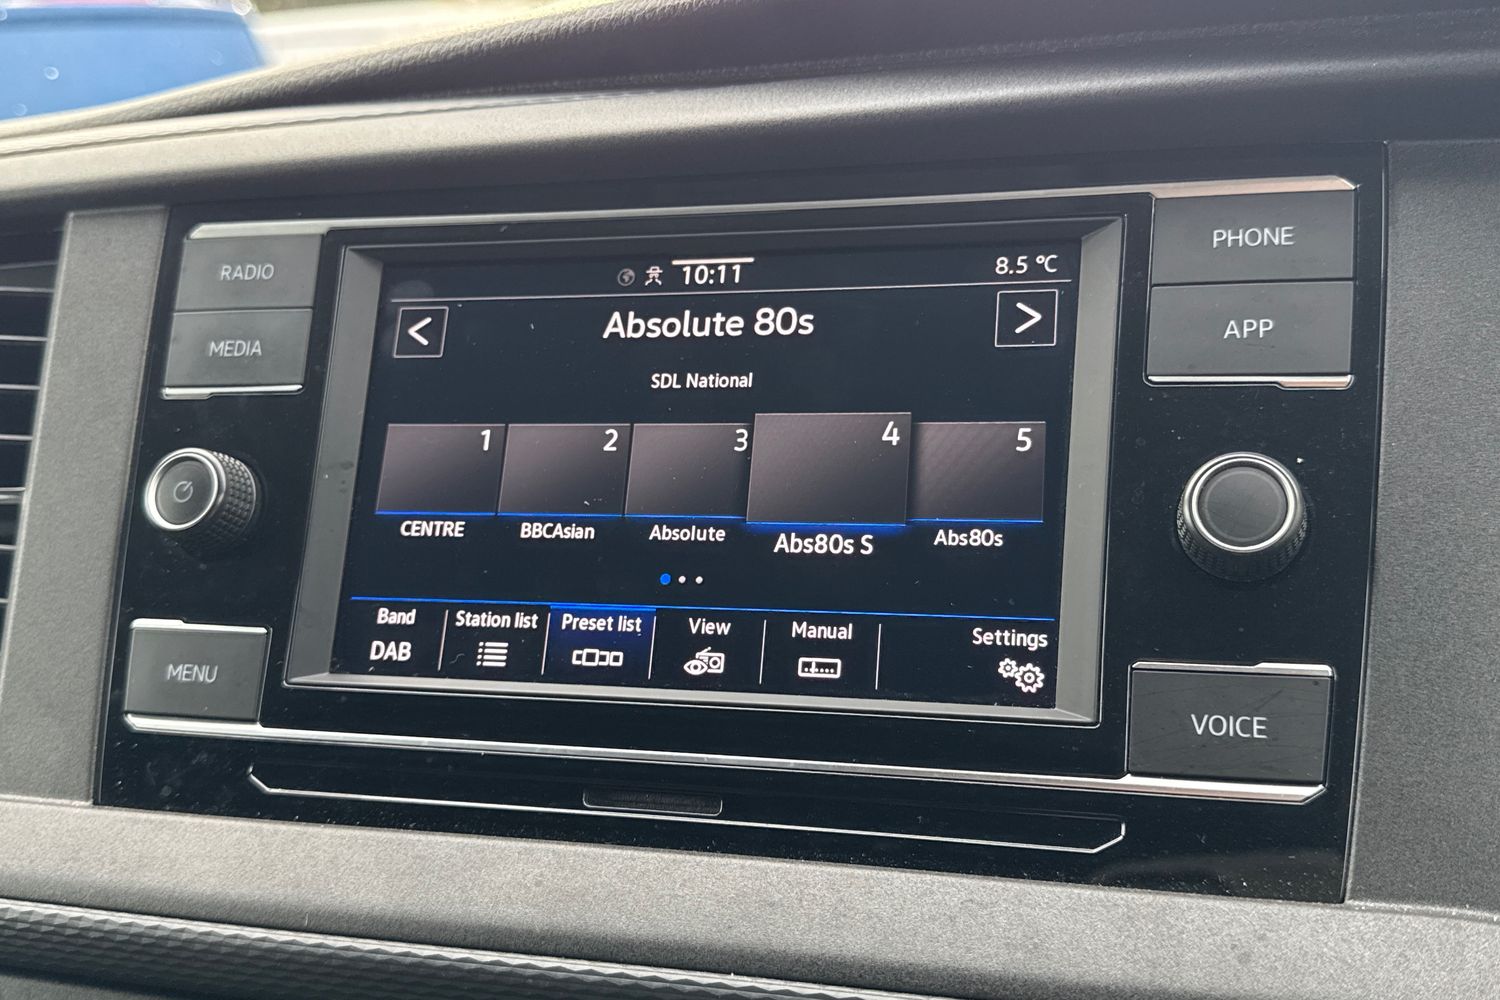 RADIO
MEDIA
MENU
PHONE
APP
VOICE
10:11
8.5 °C
<
Absolute 80s
>
SDL National
1 2 3 4 5
CENTRE BBCAsian Absolute Abs80s S Abs80s
Band Station list Preset list View Manual Settings
DAB